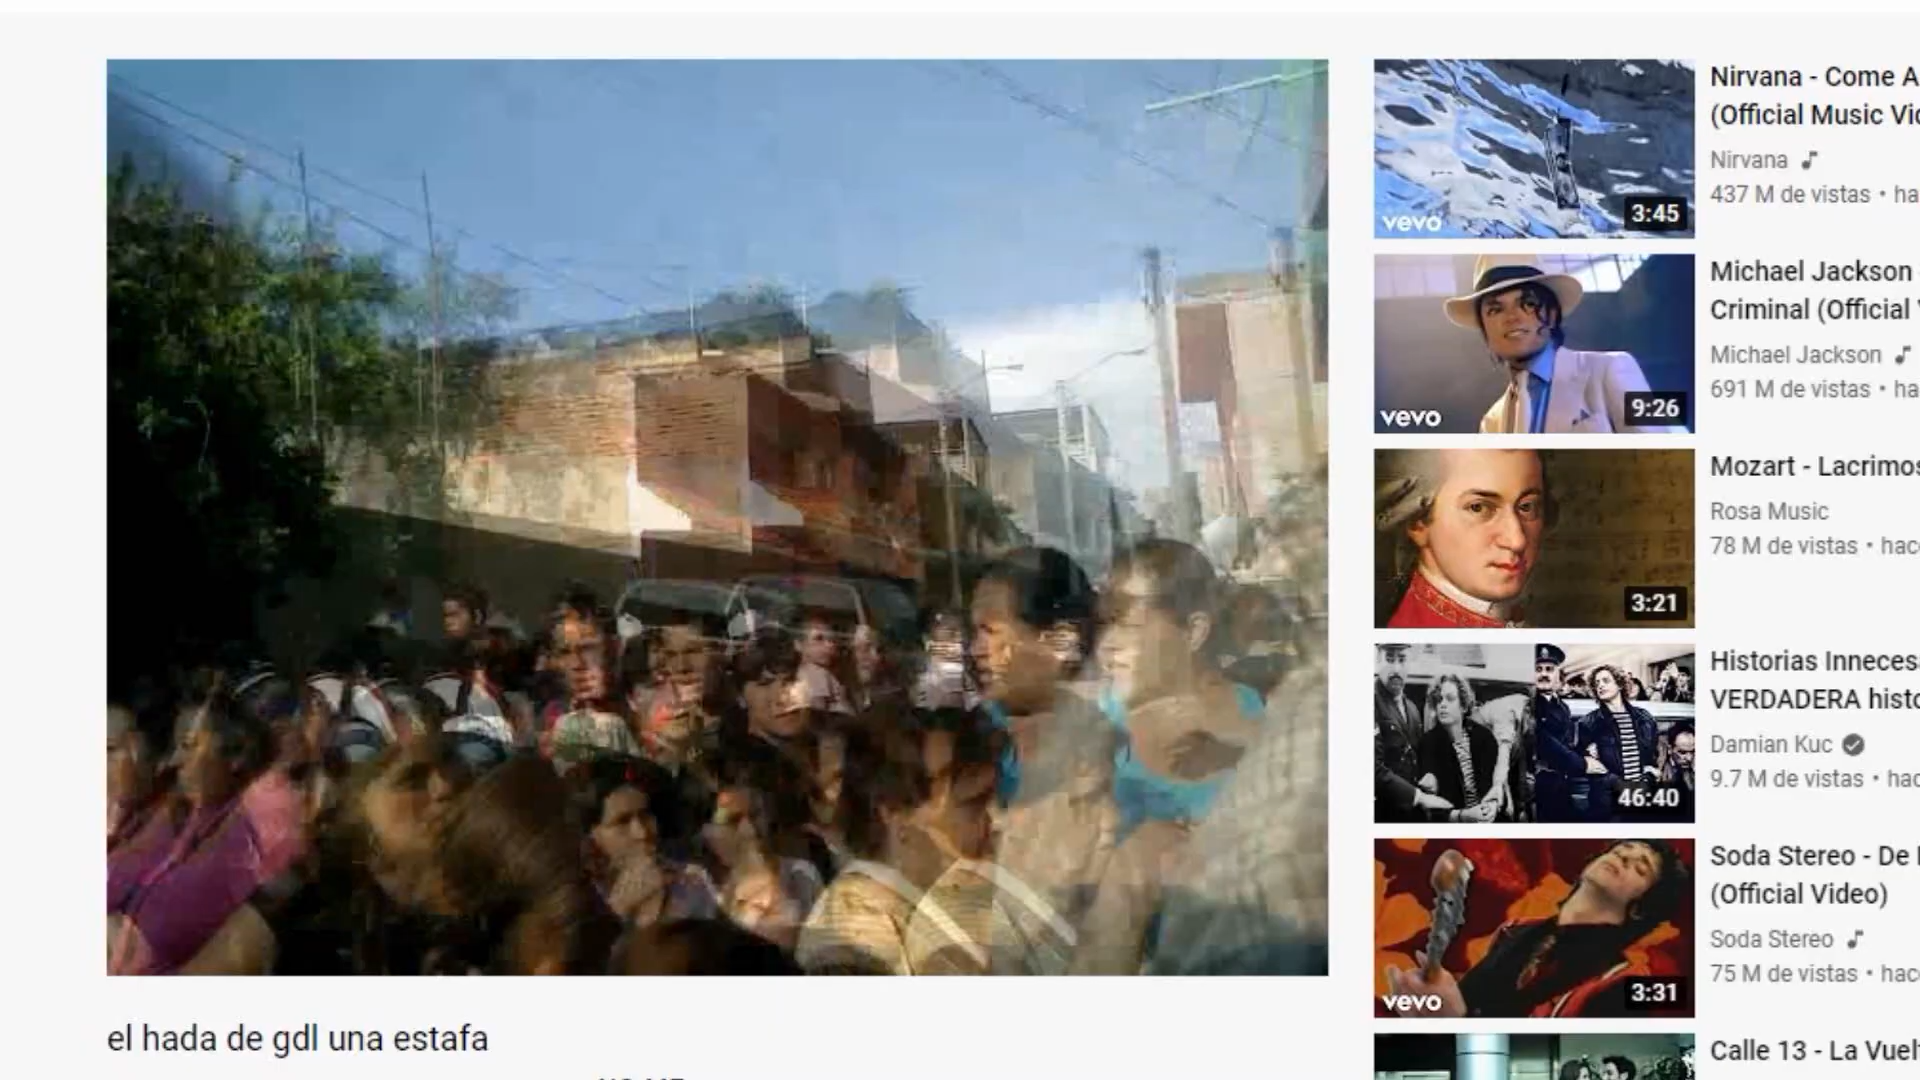 el hada de gdl una estafa
Nirvana - Come A
(Official Music Vid
Nirvana
437 M de vistas • ha
vevo
3:45
Michael Jackson
Criminal (Official
Michael Jackson
691 M de vistas • ha
vevo
9:26
Mozart - Lacrimos
Rosa Music
78 M de vistas • hac
3:21
Historias Inneces
VERDADERA histo
Damian Kuc
9.7 M de vistas • hac
46:40
Soda Stereo - De
(Official Video)
Soda Stereo
75 M de vistas • hac
vevo
3:31
Calle 13 - La Vuel